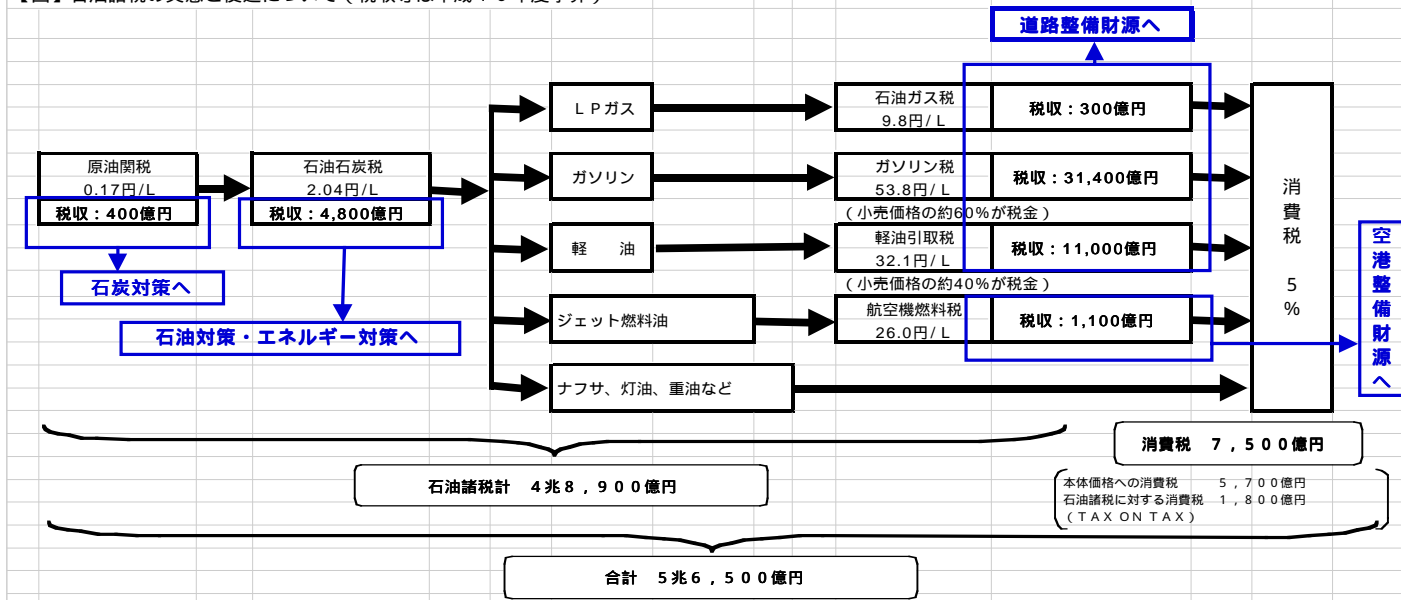 道路整備財源へ
ＬＰガス
石油ガス税
9.8円/Ｌ
税収：300億円
原油関税
0.17円/L
税収：400億円
石油石炭税
2.04円/L
税収：4,800億円
ガソリン
ガソリン税
53.8円/Ｌ
税収：31,400億円
（小売価格の約60%が税金）
軽　油
軽油引取税
32.1円/Ｌ
税収：11,000億円
（小売価格の約40%が税金）
石炭対策へ
石油対策・エネルギー対策へ
ジェット燃料油
航空機燃料税
26.0円/Ｌ
税収：1,100億円
ナフサ、灯油、重油など
消費税　5%
空港整備財源へ
消費税　７，５００億円
石油諸税計　４兆８，９００億円
本体価格への消費税　５，７００億円
石油諸税に対する消費税　１，８００億円
（ＴＡＸ ＯＮ ＴＡＸ）
合計　５兆６，５００億円